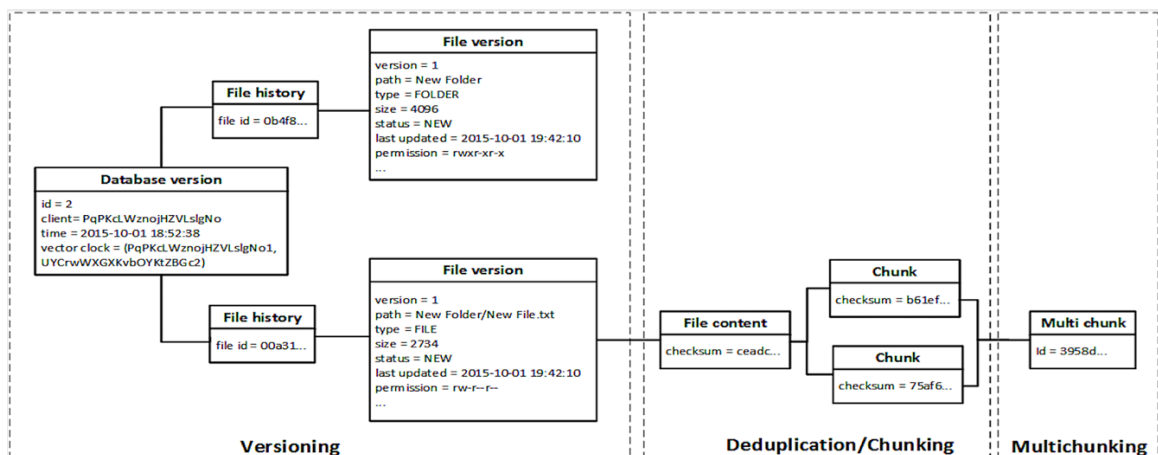 File version
version = 1
path = New Folder
type = FOLDER
size = 4096
status = NEW
last updated = 2015-10-01 19:42:10
permission = rwxr-xr-x
...
File history
file id = 0b4f8...
Database version
id = 2
client= PqPKcLWznojHZVLslgNo
time = 2015-10-01 18:52:38
vector clock = (PqPKcLWznojHZVLslgNo1,
UYCrwWXGXKvbOYKtZBGc2)
File history
file id = 00a31...
File version
version = 1
path = New Folder/New File.txt
type = FILE
size = 2734
status = NEW
last updated = 2015-10-01 19:42:10
permission = rw-r--r--
...
File content
checksum = ceadc...
Chunk
checksum = b61ef...
Chunk
checksum = 75af6...
Multi chunk
Id = 3958d...
Versioning
Deduplication/Chunking
Multichunking